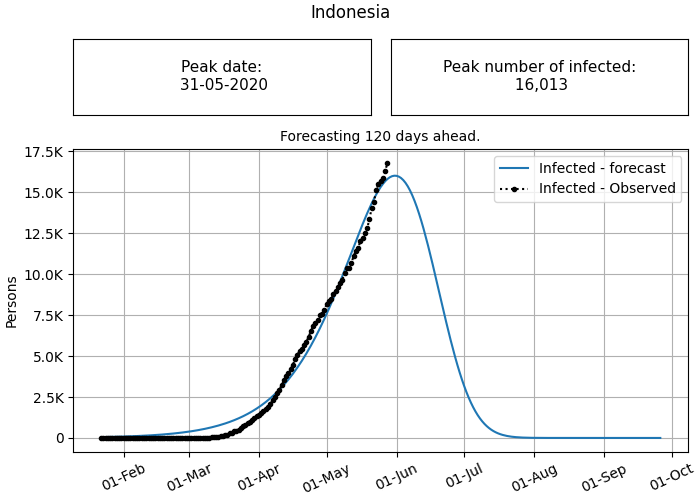 Indonesia
Peak date:
31-05-2020
Peak number of infected:
16,013
Forecasting 120 days ahead.
17.5K
15.0K
12.5K
10.0K
7.5K
5.0K
2.5K
0
Persons
Infected - forecast
Infected - Observed
01-Feb
01-Mar
01-Apr
01-May
01-Jun
01-Jul
01-Aug
01-Sep
01-Oct